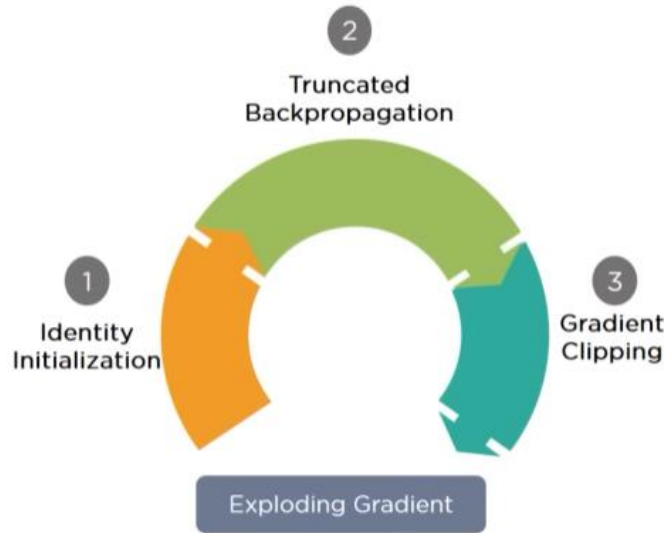 2
Truncated
Backpropagation
1
Identity
Initialization
3
Gradient
Clipping
Exploding Gradient